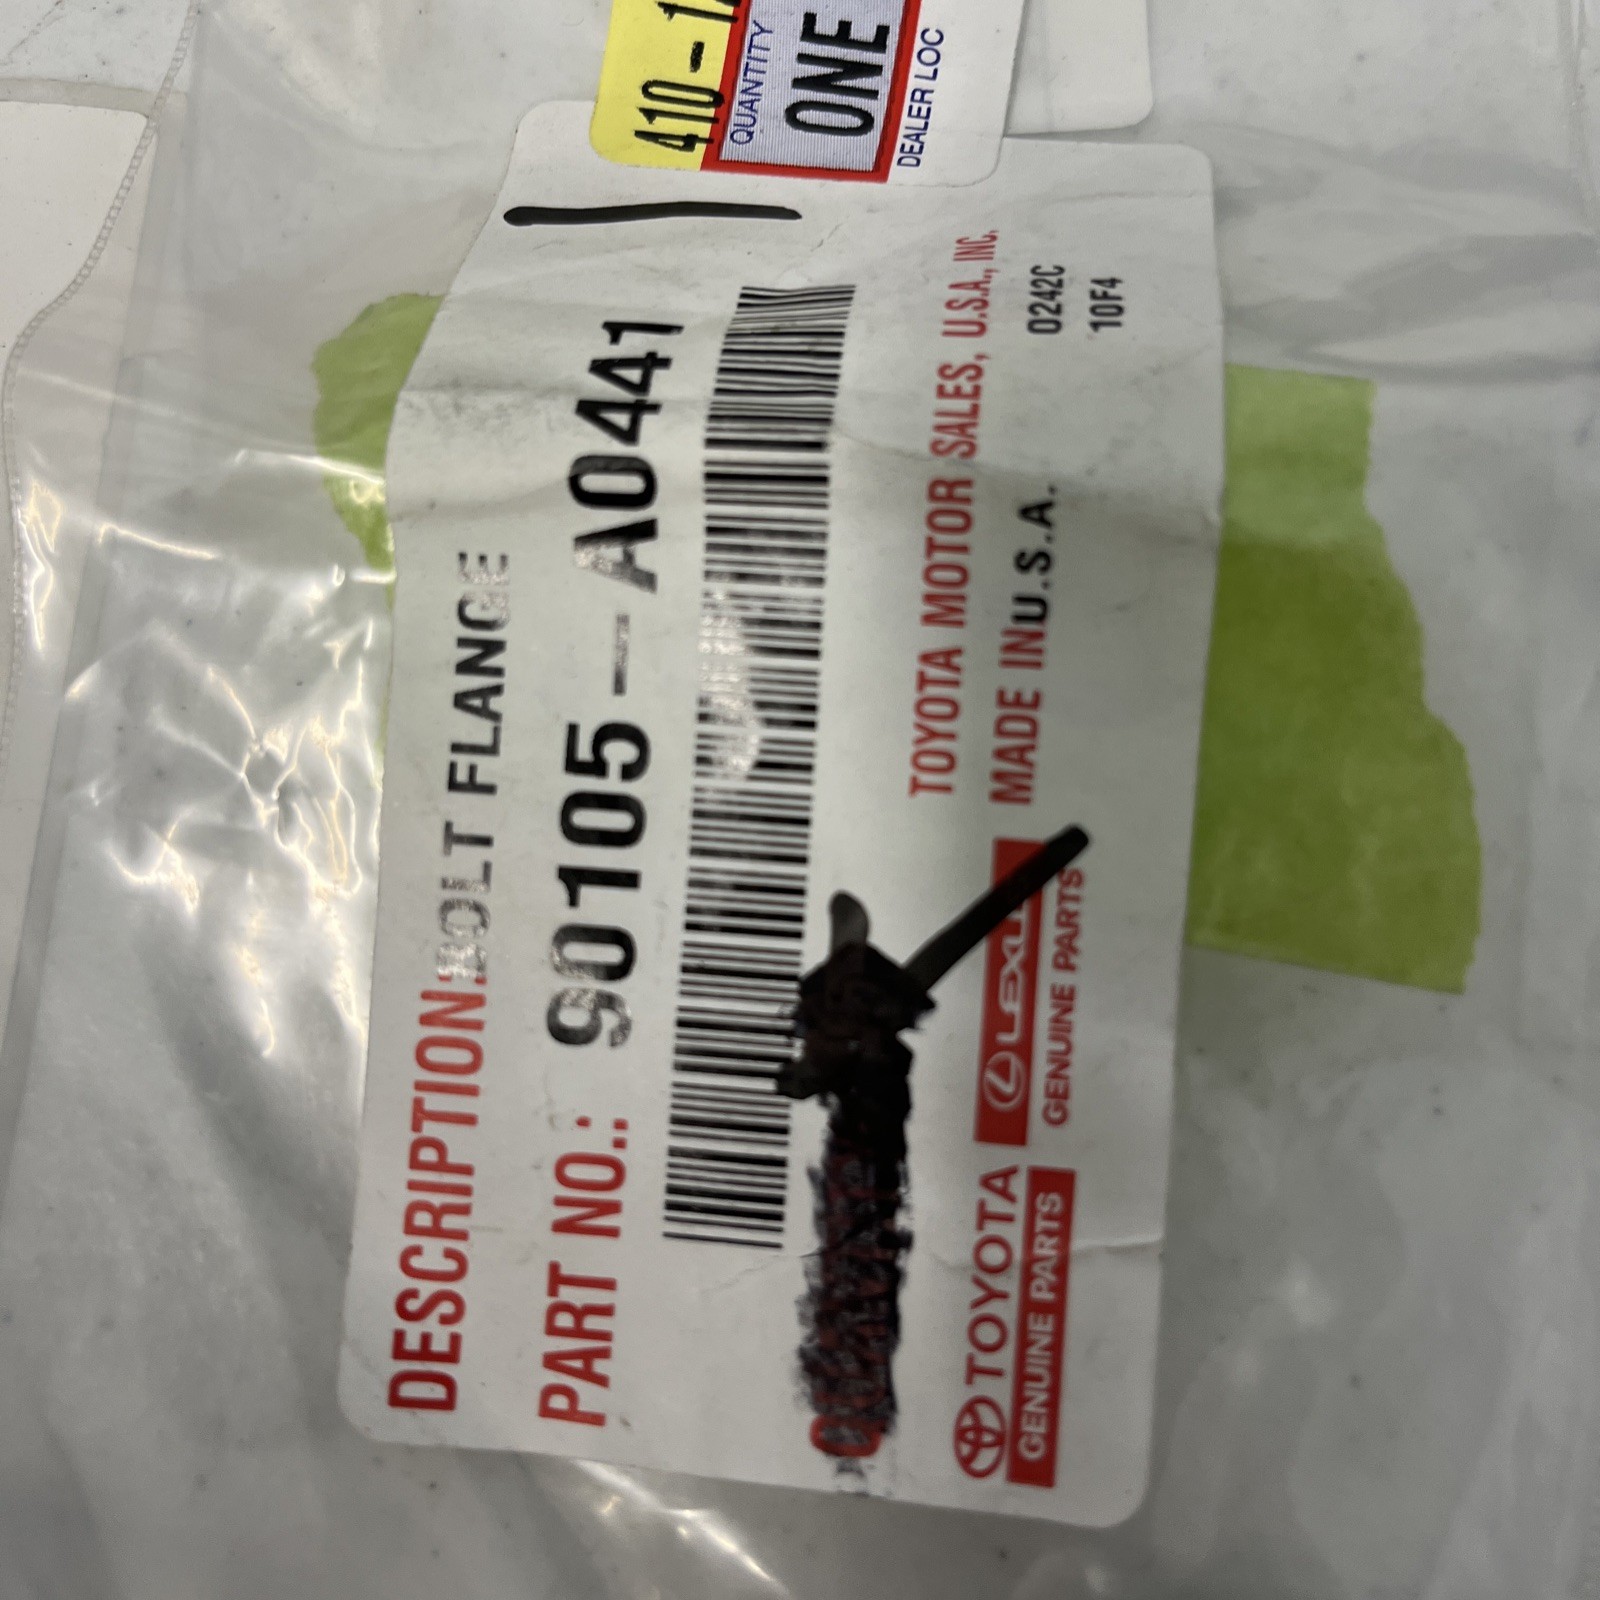 410-1
QUANTITY
ONE
DEALER LOC
DESCRIPTION:BOLT FLANGE
PART NO.: 90105-A0441
TOYOTA MOTOR SALES, U.S.A., INC.
MADE IN U.S.A.
0242C
10F4
TOYOTA
GENUINE PARTS
LEXUS
GENUINE PARTS